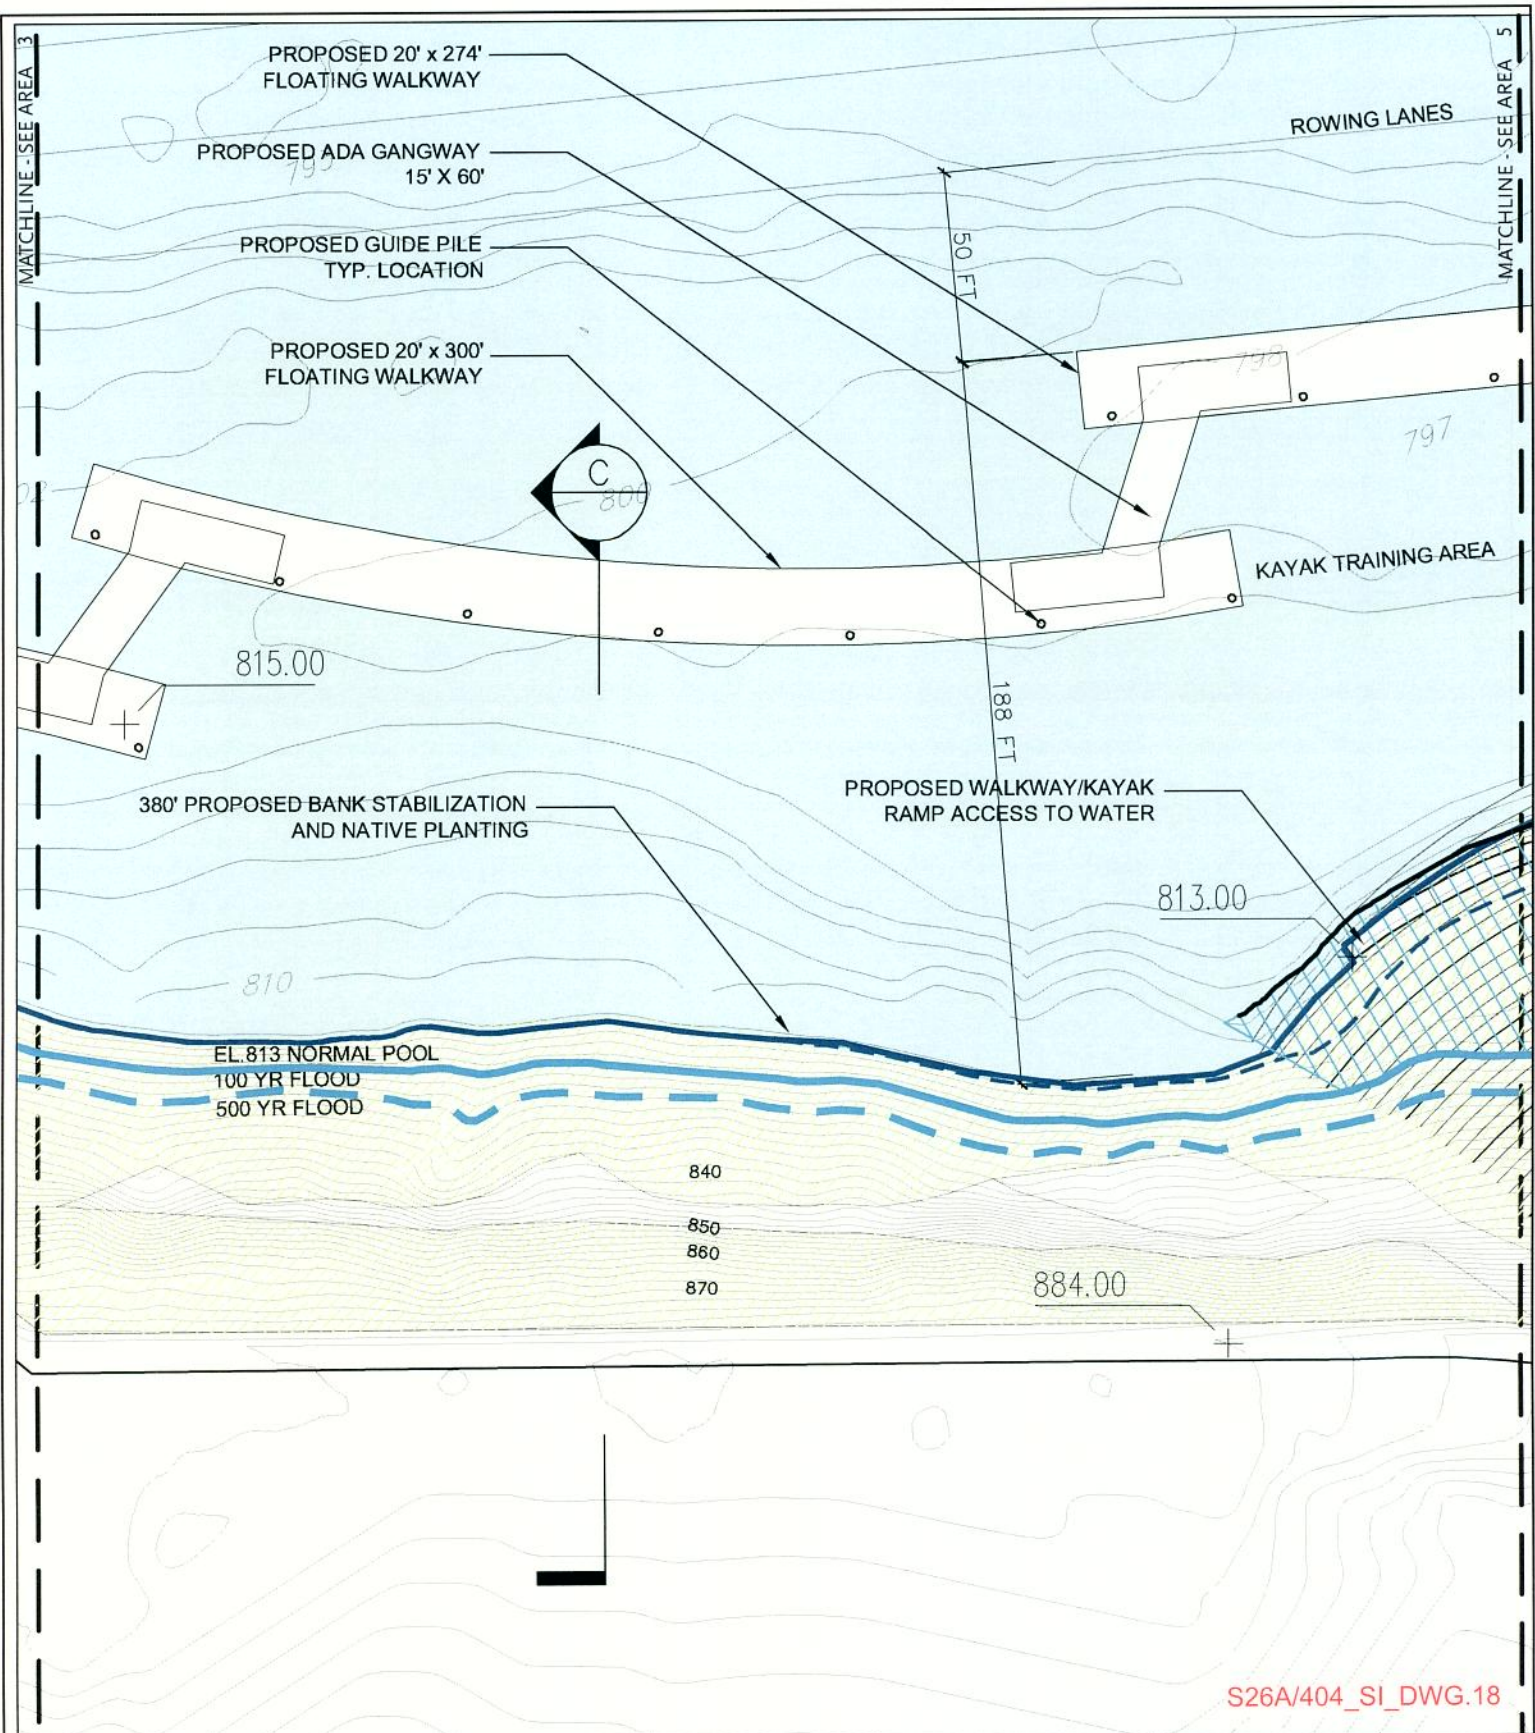 MATCHLINE - SEE AREA 3
MATCHLINE - SEE AREA 5
PROPOSED 20' x 274'
FLOATING WALKWAY
ROWING LANES
PROPOSED ADA GANGWAY
15' X 60'
PROPOSED GUIDE PILE
TYP. LOCATION
50 FT
PROPOSED 20' x 300'
FLOATING WALKWAY
798
797
C
800
KAYAK TRAINING AREA
815.00
188 FT
380' PROPOSED BANK STABILIZATION
AND NATIVE PLANTING
PROPOSED WALKWAY/KAYAK
RAMP ACCESS TO WATER
813.00
810
EL.813 NORMAL POOL
100 YR FLOOD
500 YR FLOOD
840
850
860
870
884.00
S26A/404_SI_DWG.18